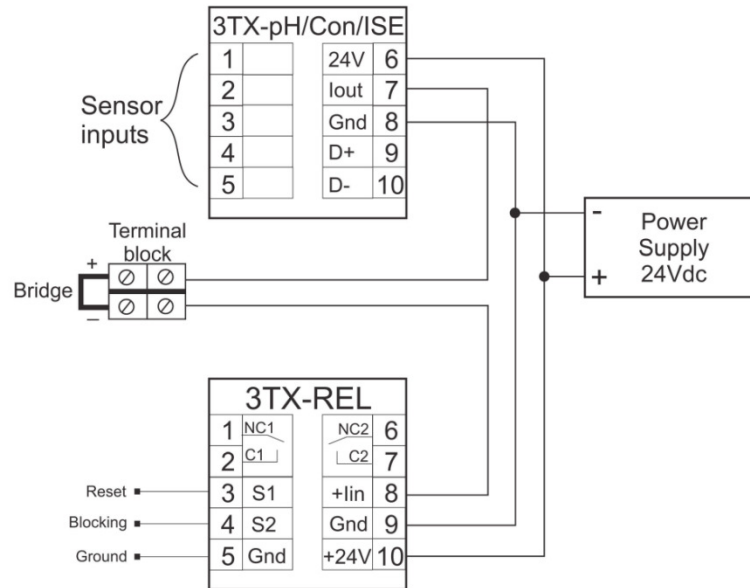 3TX-pH/Con/ISE
1 24V 6
2 Iout 7
3 Gnd 8
4 D+ 9
5 D- 10
Sensor
inputs
Terminal
block
+
Bridge
–
-
Power
Supply
+
24Vdc
3TX-REL
1 NC1 NC2 6
2 C1 C2 7
Reset 3 S1 +Iin 8
Blocking 4 S2 Gnd 9
Ground 5 Gnd +24V 10